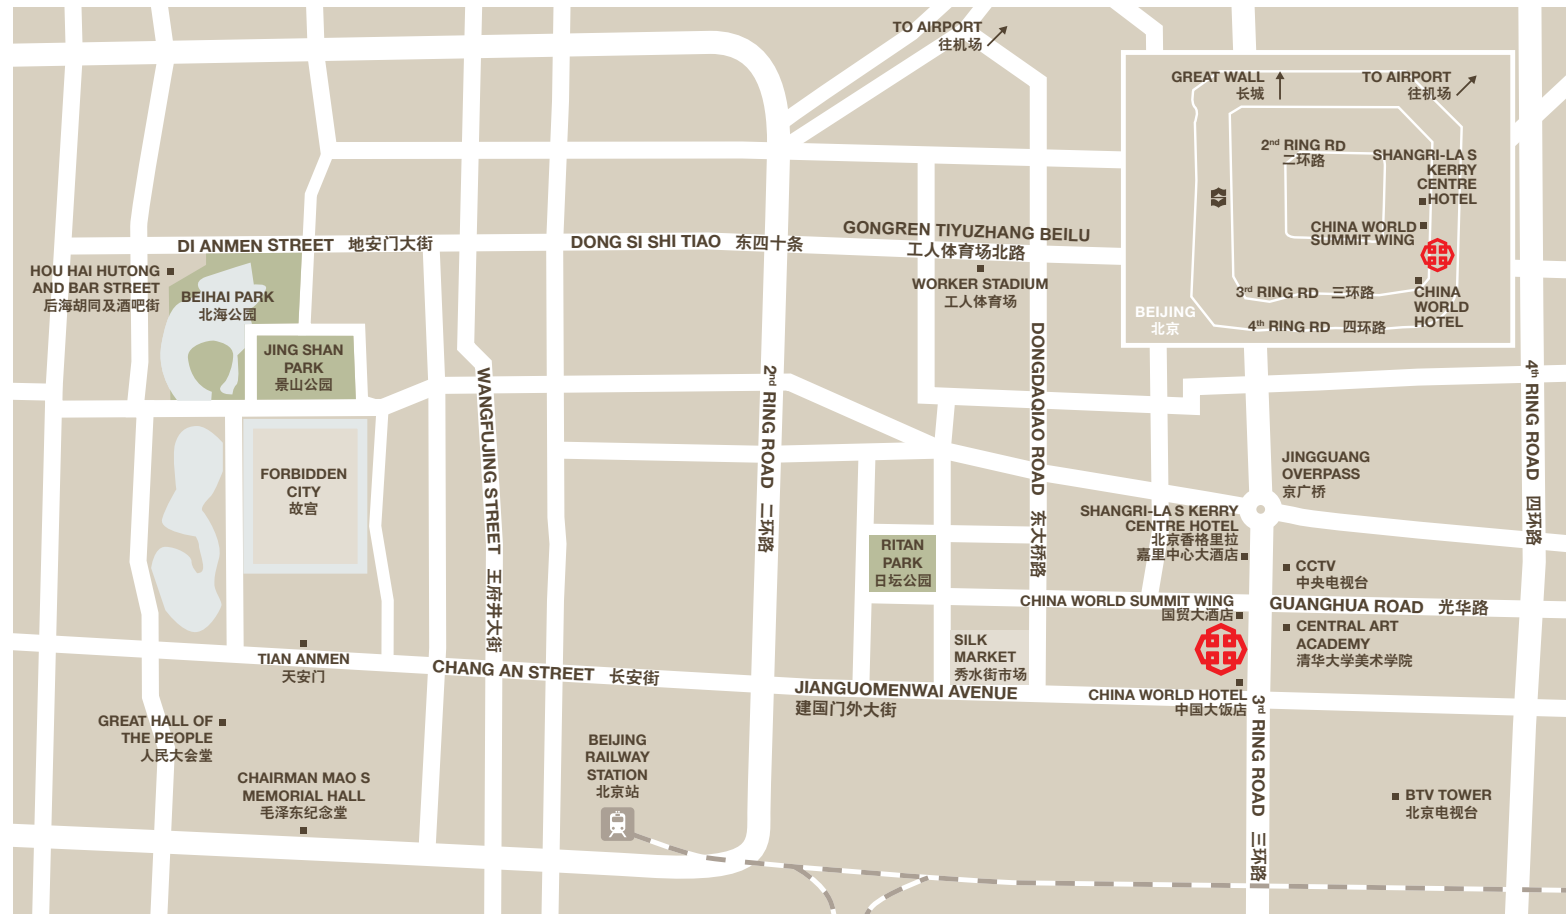 TO AIRPORT
往机场
GREAT WALL
长城
TO AIRPORT
往机场
2nd RING RD
二环路
SHANGRI-LA S
KERRY
CENTRE
HOTEL
CHINA WORLD
SUMMIT WING
3rd RING RD 三环路
CHINA
WORLD
HOTEL
BEIJING
北京
4th RING RD 四环路
DI ANMEN STREET 地安门大街
DONG SI SHI TIAO 东四十条
GONGREN TIYUZHANG BEILU
工人体育场北路
HOU HAI HUTONG
AND BAR STREET
后海胡同及酒吧街
BEIHAI PARK
北海公园
WORKER STADIUM
工人体育场
JING SHAN
PARK
景山公园
WANGFUJING STREET 王府井大街
2nd RING ROAD 二环路
DONGDAQIAO ROAD 东大桥路
4th RING ROAD 四环路
FORBIDDEN
CITY
故宫
JINGGUANG
OVERPASS
京广桥
SHANGRI-LA S KERRY
CENTRE HOTEL
北京香格里拉
嘉里中心大酒店
RITAN
PARK
日坛公园
CCTV
中央电视台
CHINA WORLD SUMMIT WING
国贸大酒店
GUANGHUA ROAD 光华路
CENTRAL ART
ACADEMY
清华大学美术学院
SILK
MARKET
秀水街市场
TIAN ANMEN
天安门
CHANG AN STREET 长安街
JIANGUOMENWAI AVENUE
建国门外大街
CHINA WORLD HOTEL
中国大饭店
3rd RING ROAD 三环路
GREAT HALL OF
THE PEOPLE
人民大会堂
BEIJING
RAILWAY
STATION
北京站
CHAIRMAN MAO S
MEMORIAL HALL
毛泽东纪念堂
BTV TOWER
北京电视台